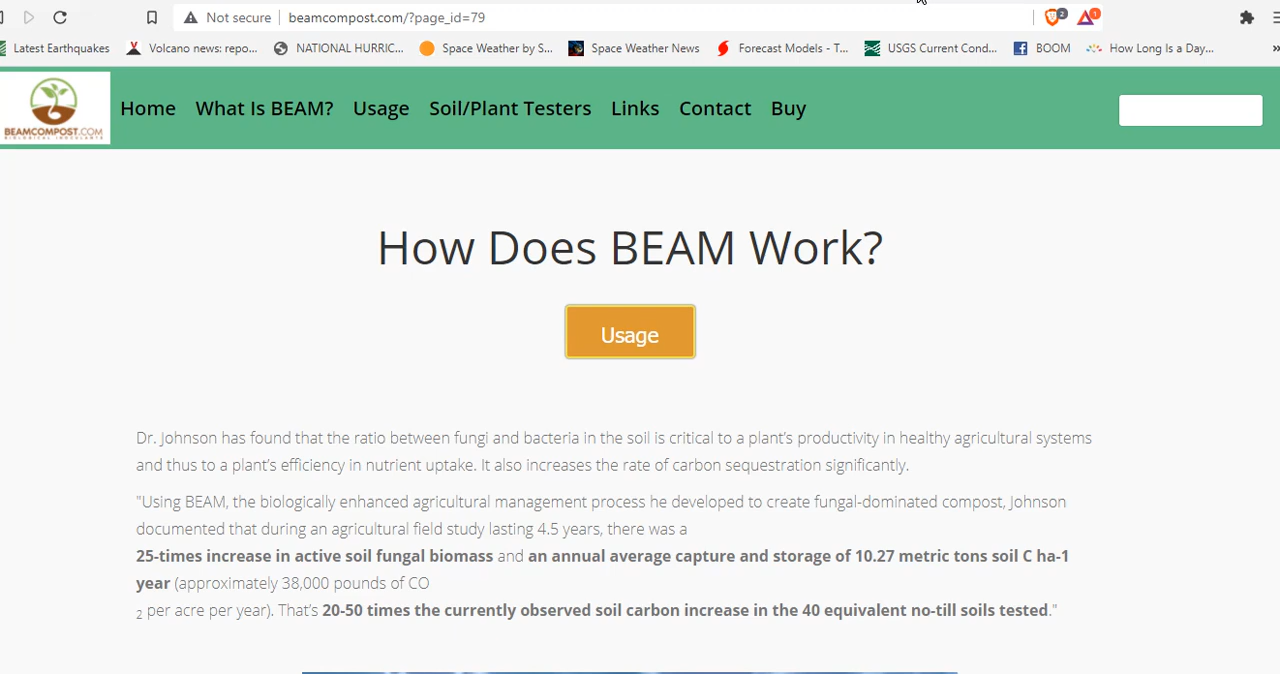 Not secure beamcompost.com/?page_id=79 2 1
Latest Earthquakes Volcano news: repo... NATIONAL HURRIC... Space Weather by S... Space Weather News Forecast Models - T... USGS Current Cond... BOOM How Long Is a Day... »
BEAMCOMPOST.COM
BIOLOGICAL INOCULANTS
Home What Is BEAM? Usage Soil/Plant Testers Links Contact Buy
How Does BEAM Work?
Usage
Dr. Johnson has found that the ratio between fungi and bacteria in the soil is critical to a plant's productivity in healthy agricultural systems
and thus to a plant's efficiency in nutrient uptake. It also increases the rate of carbon sequestration significantly.
"Using BEAM, the biologically enhanced agricultural management process he developed to create fungal-dominated compost, Johnson
documented that during an agricultural field study lasting 4.5 years, there was a
25-times increase in active soil fungal biomass and an annual average capture and storage of 10.27 metric tons soil C ha-1
year (approximately 38,000 pounds of CO
2 per acre per year). That's 20-50 times the currently observed soil carbon increase in the 40 equivalent no-till soils tested."